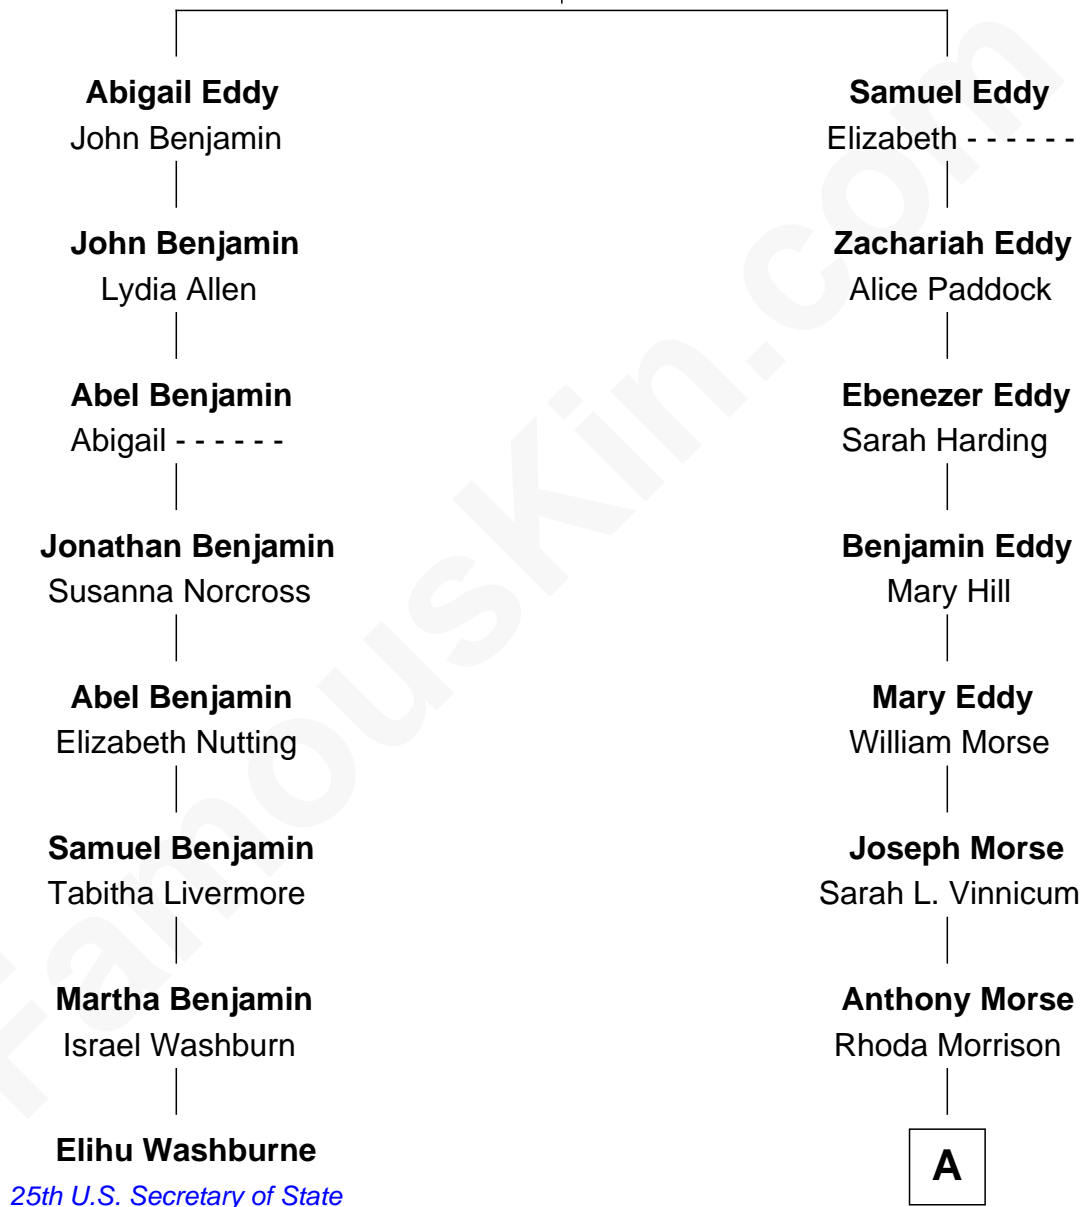 Abigail Eddy
John Benjamin
John Benjamin
Lydia Allen
Abel Benjamin
Abigail - - - - - -
Jonathan Benjamin
Susanna Norcross
Abel Benjamin
Elizabeth Nutting
Samuel Benjamin
Tabitha Livermore
Martha Benjamin
Israel Washburn
Elihu Washburne
25th U.S. Secretary of State
Samuel Eddy
Elizabeth - - - - - -
Zachariah Eddy
Alice Paddock
Ebenezer Eddy
Sarah Harding
Benjamin Eddy
Mary Hill
Mary Eddy
William Morse
Joseph Morse
Sarah L. Vinnicum
Anthony Morse
Rhoda Morrison
A
FamousKin.com